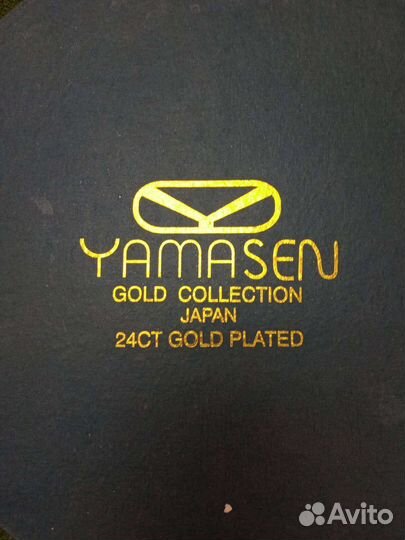 YAMASEN
GOLD COLLECTION
JAPAN
24CT GOLD PLATED
Avito